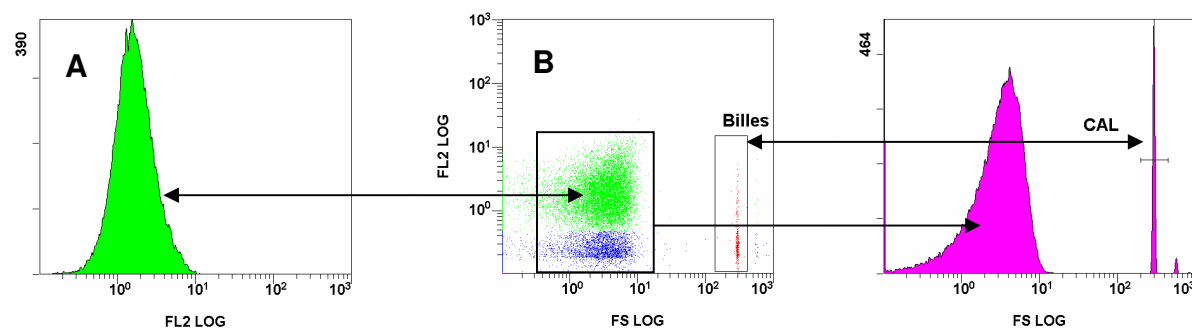 390
A
10⁰ 10¹ 10² 10³
FL2 LOG
B
FL2 LOG
10³
10²
10¹
10⁰
Billes
10⁰ 10¹ 10² 10³
FS LOG
464
CAL
10⁰ 10¹ 10² 10³
FS LOG